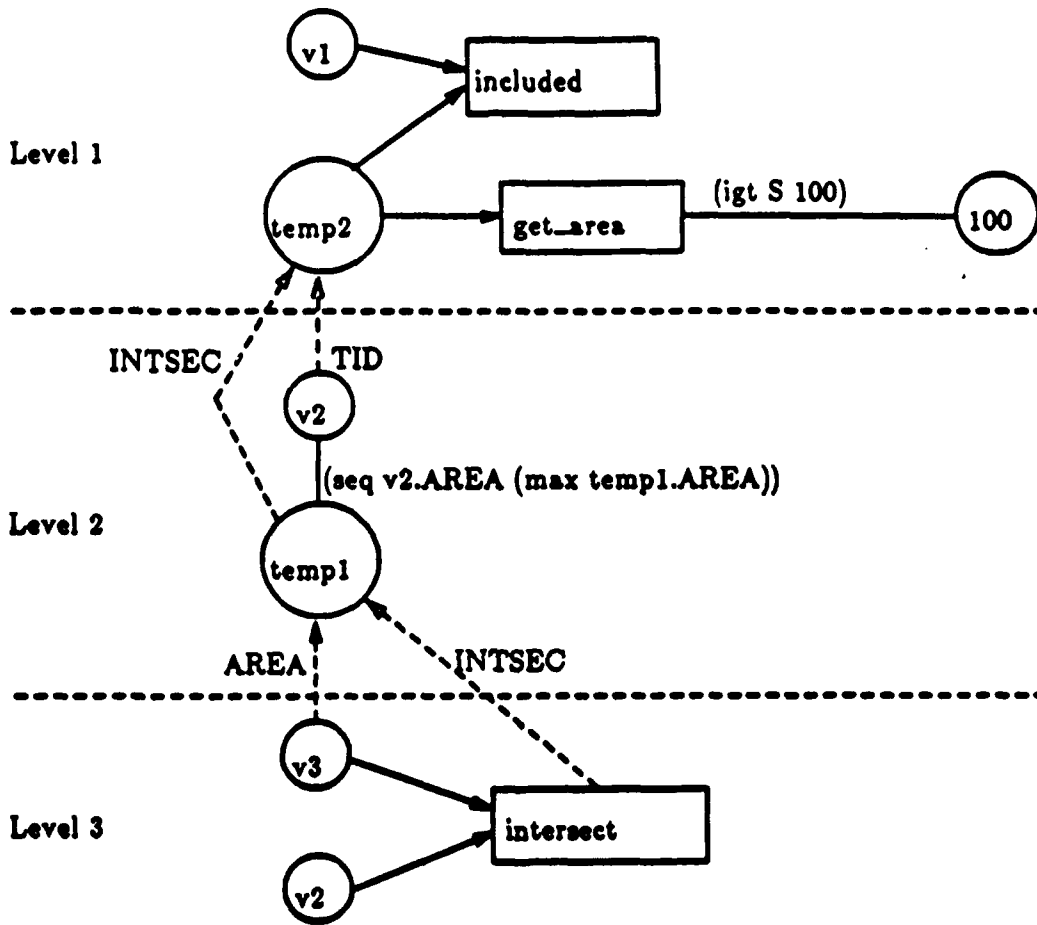 v1
included
Level 1
temp2
get_area
(igt S 100)
100
INTSEC
TID
v2
(seq v2.AREA (max temp1.AREA))
Level 2
temp1
AREA
INTSEC
v3
Level 3
intersect
v2